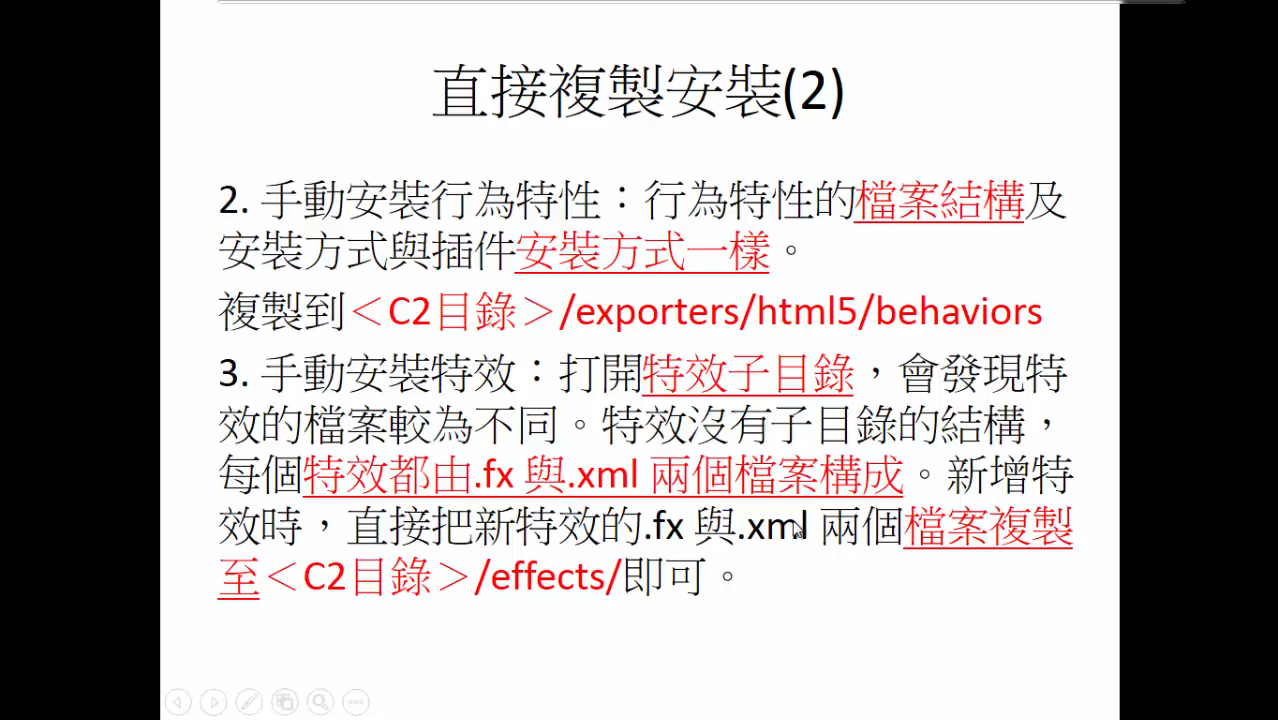 直接複製安裝(2)
2. 手動安裝行為特性：行為特性的檔案結構及
安裝方式與插件安裝方式一樣。
複製到＜C2目錄＞/exporters/html5/behaviors
3. 手動安裝特效：打開特效子目錄，會發現特
效的檔案較為不同。特效沒有子目錄的結構，
每個特效都由.fx 與.xml 兩個檔案構成。新增特
效時，直接把新特效的.fx 與.xml 兩個檔案複製
至＜C2目錄＞/effects/即可。